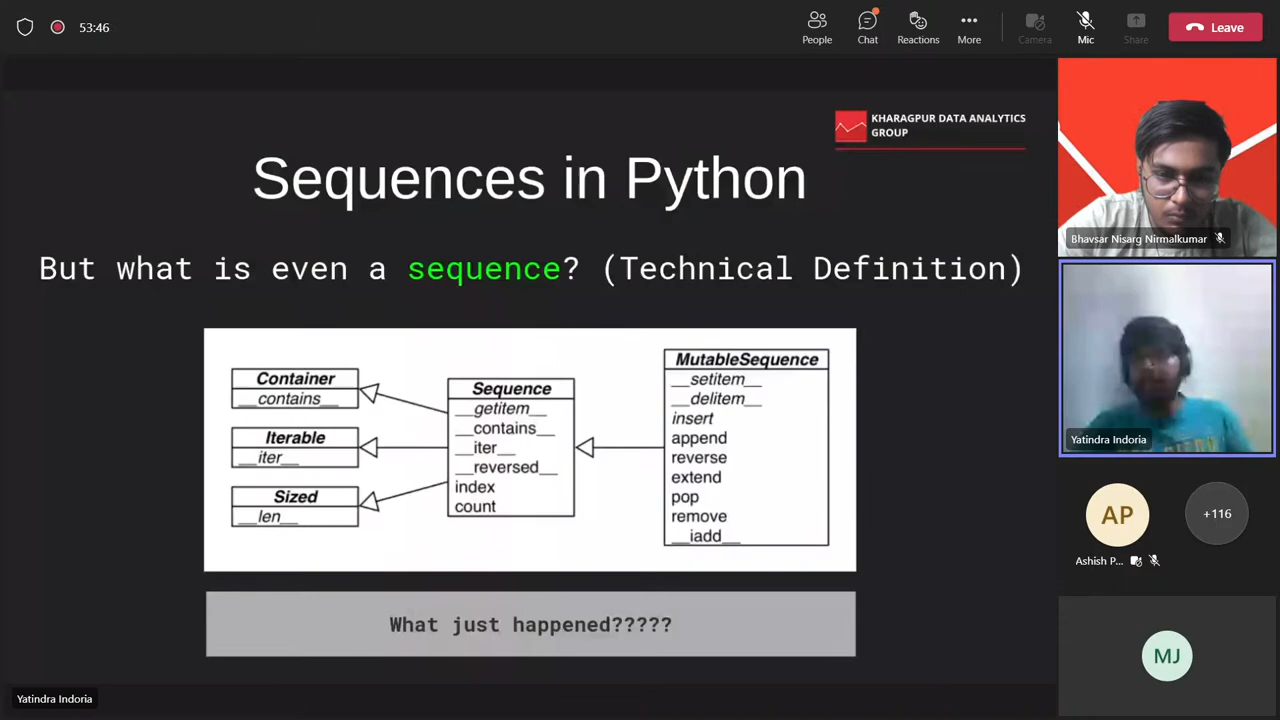 53:46
People
Chat
Reactions
More
Camera
Mic
Share
Leave
KHARAGPUR DATA ANALYTICS
GROUP
Sequences in Python
But what is even a sequence? (Technical Definition)
Container
__contains__
Iterable
__iter__
Sized
__len__
Sequence
__getitem__
__contains__
__iter__
__reversed__
index
count
MutableSequence
__setitem__
__delitem__
insert
append
reverse
extend
pop
remove
__iadd__
What just happened?????
Yatindra Indoria
Bhavsar Nisarg Nirmalkumar
Yatindra Indoria
AP
+116
Ashish P...
MJ